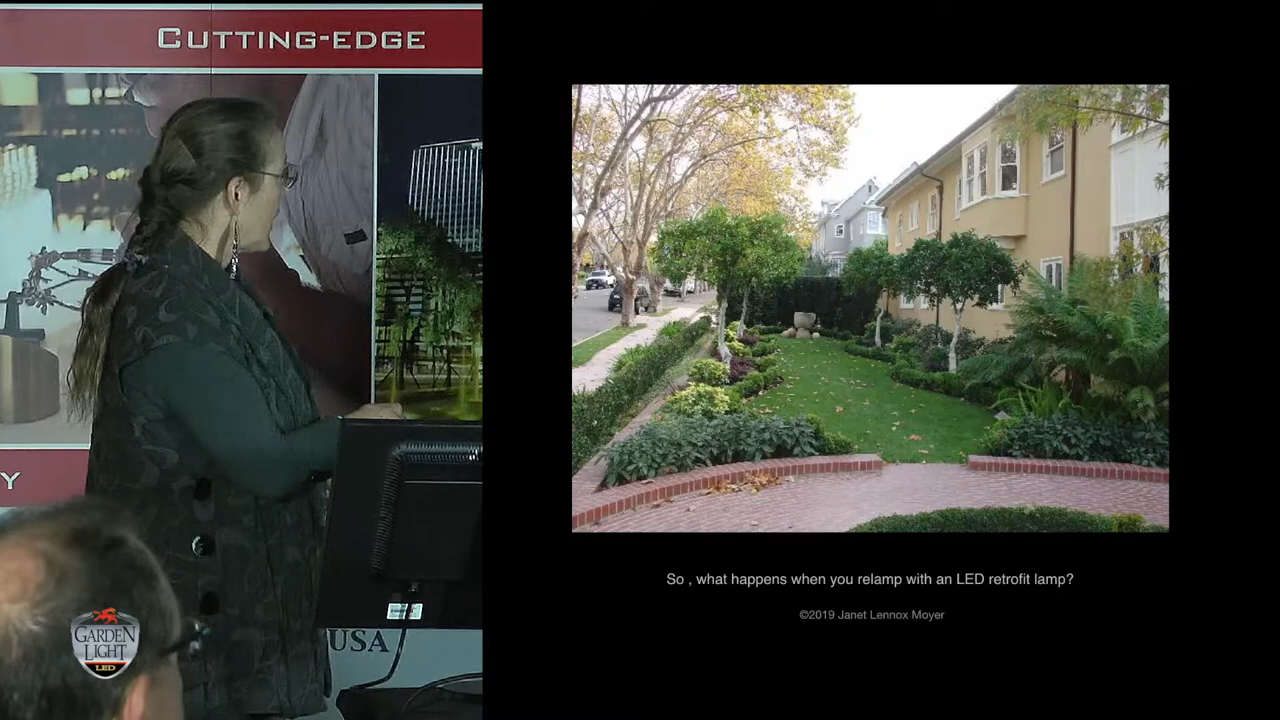 CUTTING-EDGE
Y
GARDEN
LIGHT
LED
USA
So , what happens when you relamp with an LED retrofit lamp?
©2019 Janet Lennox Moyer